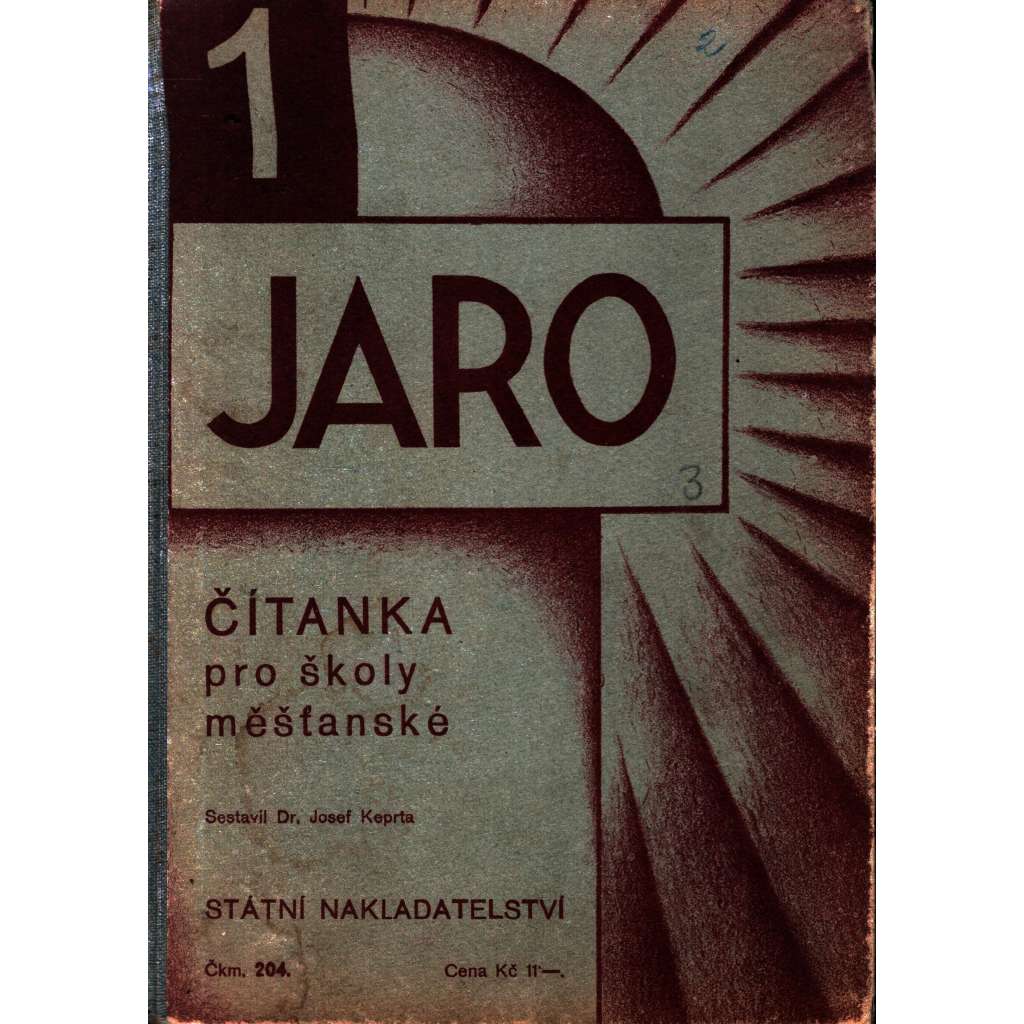 1
2
JARO
3
ČÍTANKA
pro školy
měšťanské
Sestavil Dr. Josef Keprta
STÁTNÍ NAKLADATELSTVÍ
Čkm. 204.
Cena Kč 11·—.